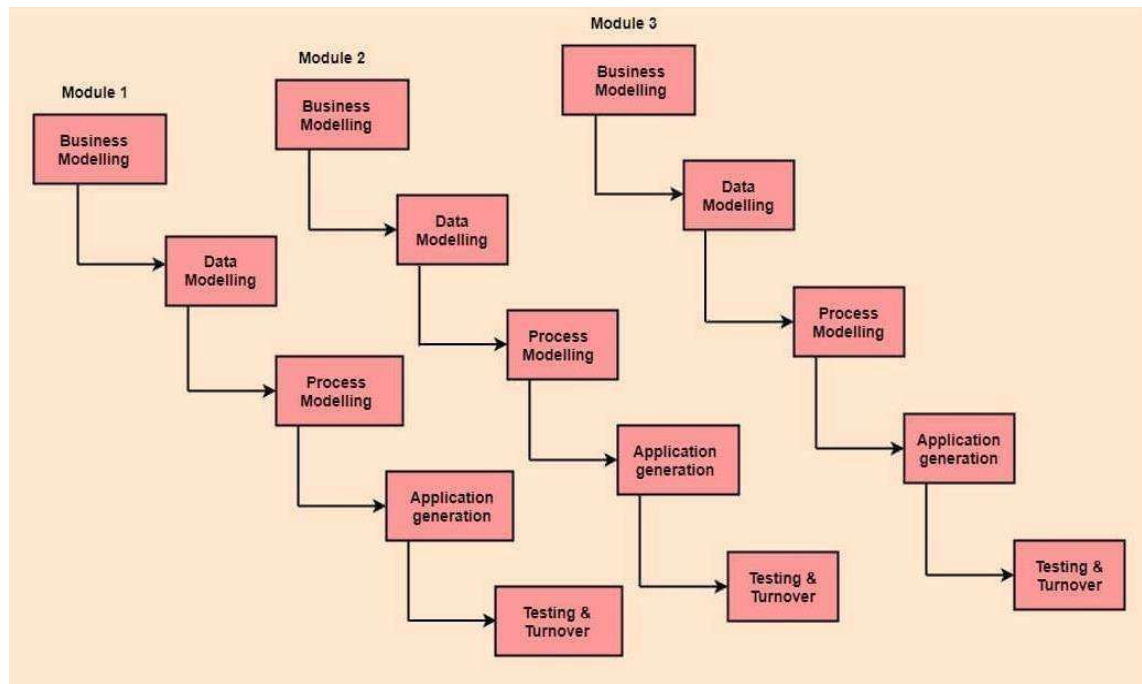 Module 1
Business
Modelling
Data
Modelling
Process
Modelling
Application
generation
Testing &
Turnover
Module 2
Business
Modelling
Data
Modelling
Process
Modelling
Application
generation
Testing &
Turnover
Module 3
Business
Modelling
Data
Modelling
Process
Modelling
Application
generation
Testing &
Turnover